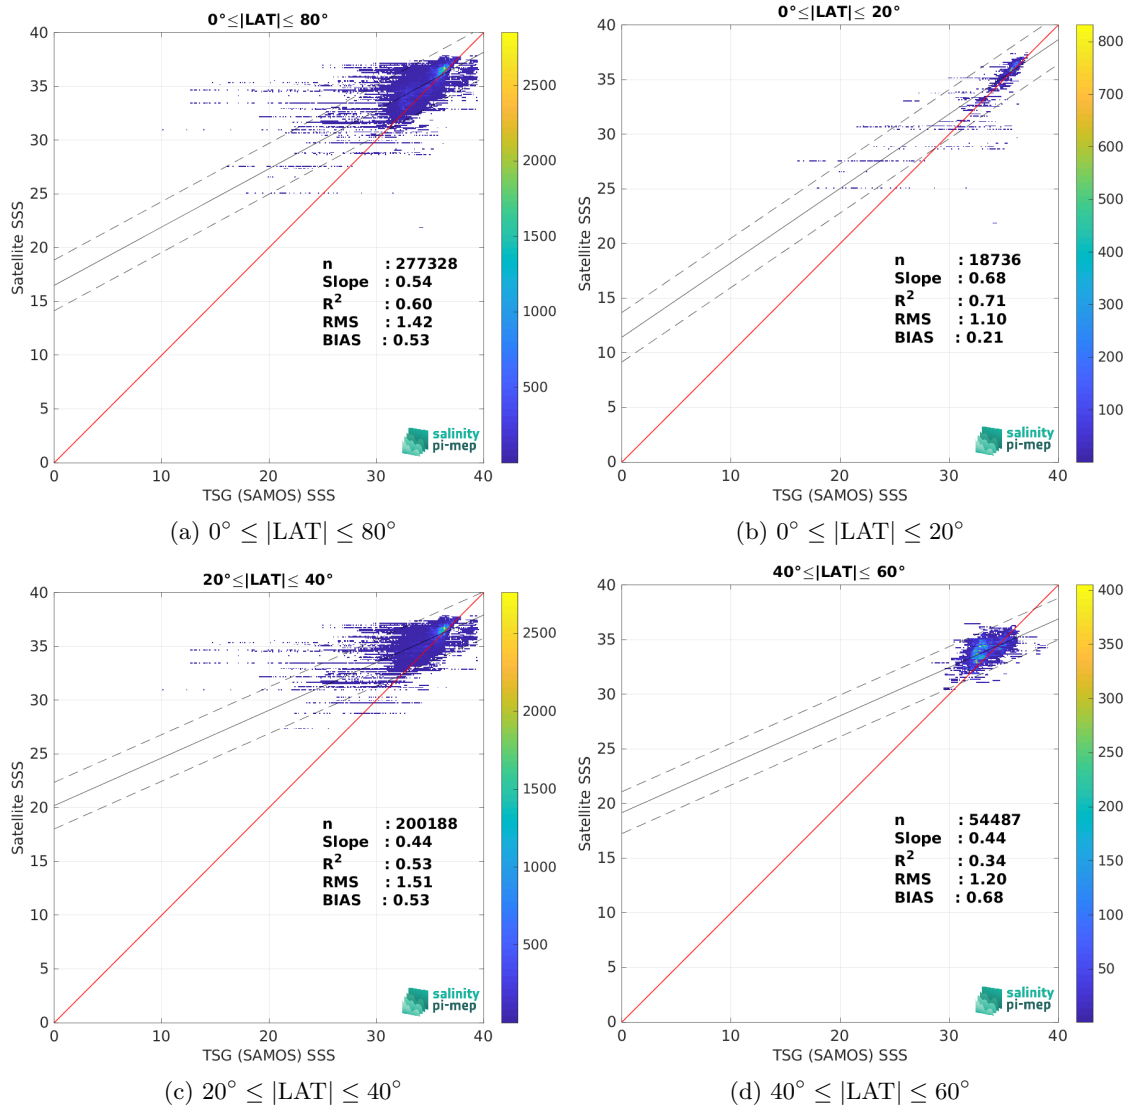 0°≤|LAT|≤ 80°
40
35
30
25
20
15
10
5
0
0
10
20
30
40
Satellite SSS
TSG (SAMOS) SSS
n : 277328
Slope : 0.54
R² : 0.60
RMS : 1.42
BIAS : 0.53
salinity
pi-mep
2500
2000
1500
1000
500
(a) 0° ≤ |LAT| ≤ 80°
0°≤|LAT|≤ 20°
40
35
30
25
20
15
10
5
0
0
10
20
30
40
Satellite SSS
TSG (SAMOS) SSS
n : 18736
Slope : 0.68
R² : 0.71
RMS : 1.10
BIAS : 0.21
salinity
pi-mep
800
700
600
500
400
300
200
100
(b) 0° ≤ |LAT| ≤ 20°
20°≤|LAT|≤ 40°
40
35
30
25
20
15
10
5
0
0
10
20
30
40
Satellite SSS
TSG (SAMOS) SSS
n : 200188
Slope : 0.44
R² : 0.53
RMS : 1.51
BIAS : 0.53
salinity
pi-mep
2500
2000
1500
1000
500
(c) 20° ≤ |LAT| ≤ 40°
40°≤|LAT|≤ 60°
40
35
30
25
20
15
10
5
0
0
10
20
30
40
Satellite SSS
TSG (SAMOS) SSS
n : 54487
Slope : 0.44
R² : 0.34
RMS : 1.20
BIAS : 0.68
salinity
pi-mep
400
350
300
250
200
150
100
50
(d) 40° ≤ |LAT| ≤ 60°